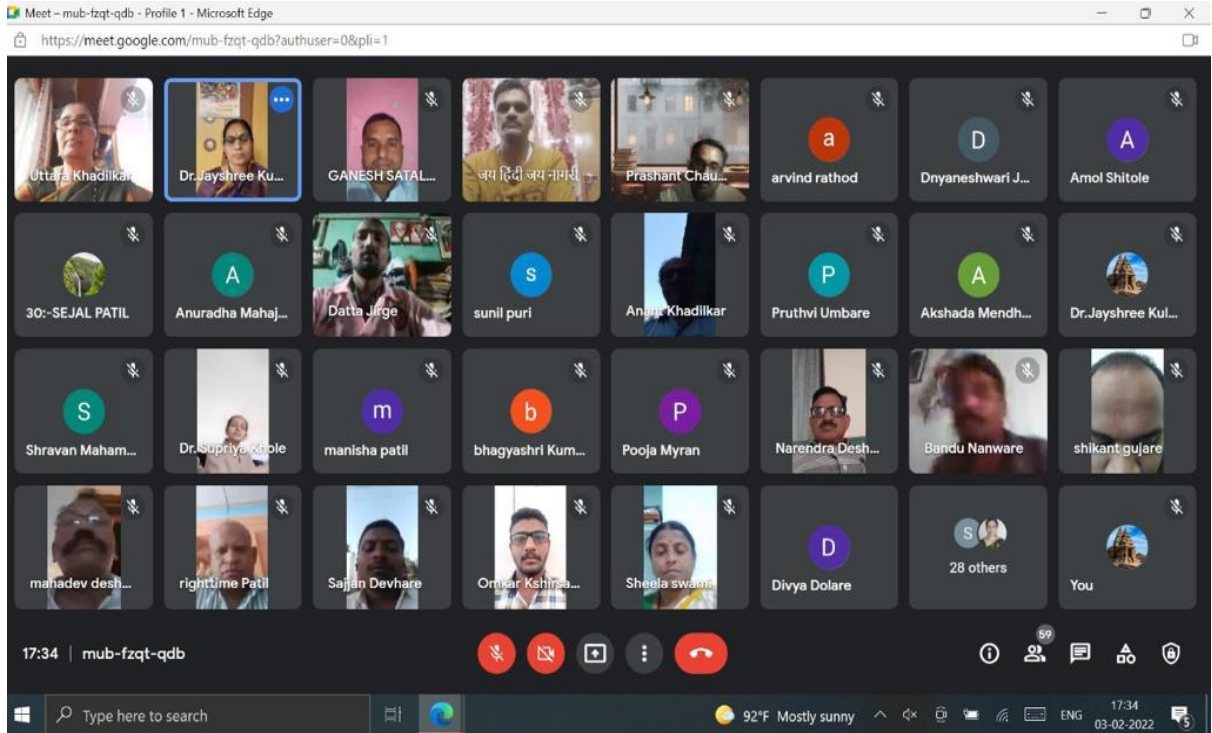 Meet – mub-fzqt-qdb - Profile 1 - Microsoft Edge
https://meet.google.com/mub-fzqt-qdb?authuser=0&pli=1
Uttara Khadilkar
Dr.Jayshree Ku...
GANESH SATAL...
जय हिंदी जय नागरी
Prashant Chau...
a
arvind rathod
D
Dnyaneshwari J...
A
Amol Shitole
30:-SEJAL PATIL
A
Anuradha Mahaj...
Datta Jirge
s
sunil puri
Anant Khadilkar
P
Pruthvi Umbare
A
Akshada Mendh...
Dr.Jayshree Kul...
S
Shravan Maham...
Dr. Supriya Khole
m
manisha patil
b
bhagyashri Kum...
P
Pooja Myran
Narendra Desh...
Bandu Nanware
shikant gujare
mahadev desh...
righttime Patil
Sajjan Devhare
Omkar Kshirsa...
Sheela swami
D
Divya Dolare
S
28 others
You
17:34 | mub-fzqt-qdb
59
Type here to search
92°F Mostly sunny
ENG
17:34
03-02-2022
5